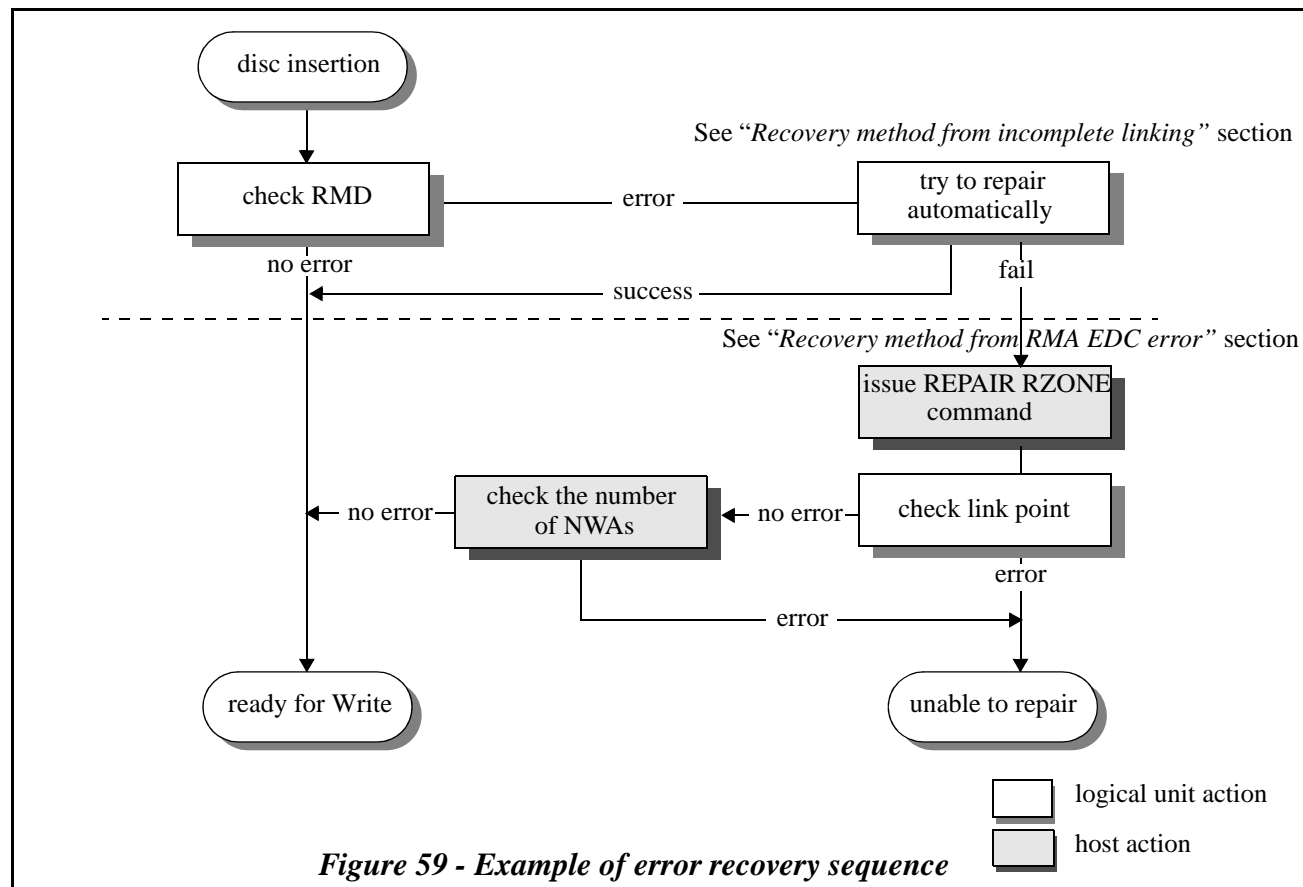 disc insertion
See “Recovery method from incomplete linking” section
check RMD
error
try to repair
automatically
no error
fail
success
See “Recovery method from RMA EDC error” section
issue REPAIR RZONE
command
check the number
of NWAs
no error
no error
check link point
error
error
ready for Write
unable to repair
logical unit action
host action
Figure 59 - Example of error recovery sequence